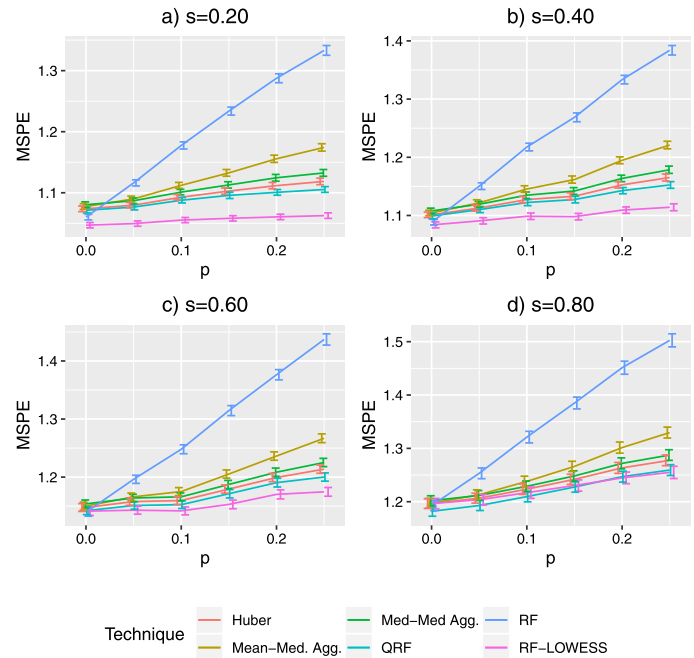 a) s=0.20
b) s=0.40
1.3
1.2
1.1
MSPE
0.0 0.1 0.2
p
1.4
1.3
1.2
1.1
MSPE
0.0 0.1 0.2
p
c) s=0.60
d) s=0.80
1.4
1.3
1.2
MSPE
0.0 0.1 0.2
p
1.5
1.4
1.3
1.2
MSPE
0.0 0.1 0.2
p
Technique
Huber
Mean−Med. Agg.
Med−Med Agg.
QRF
RF
RF−LOWESS